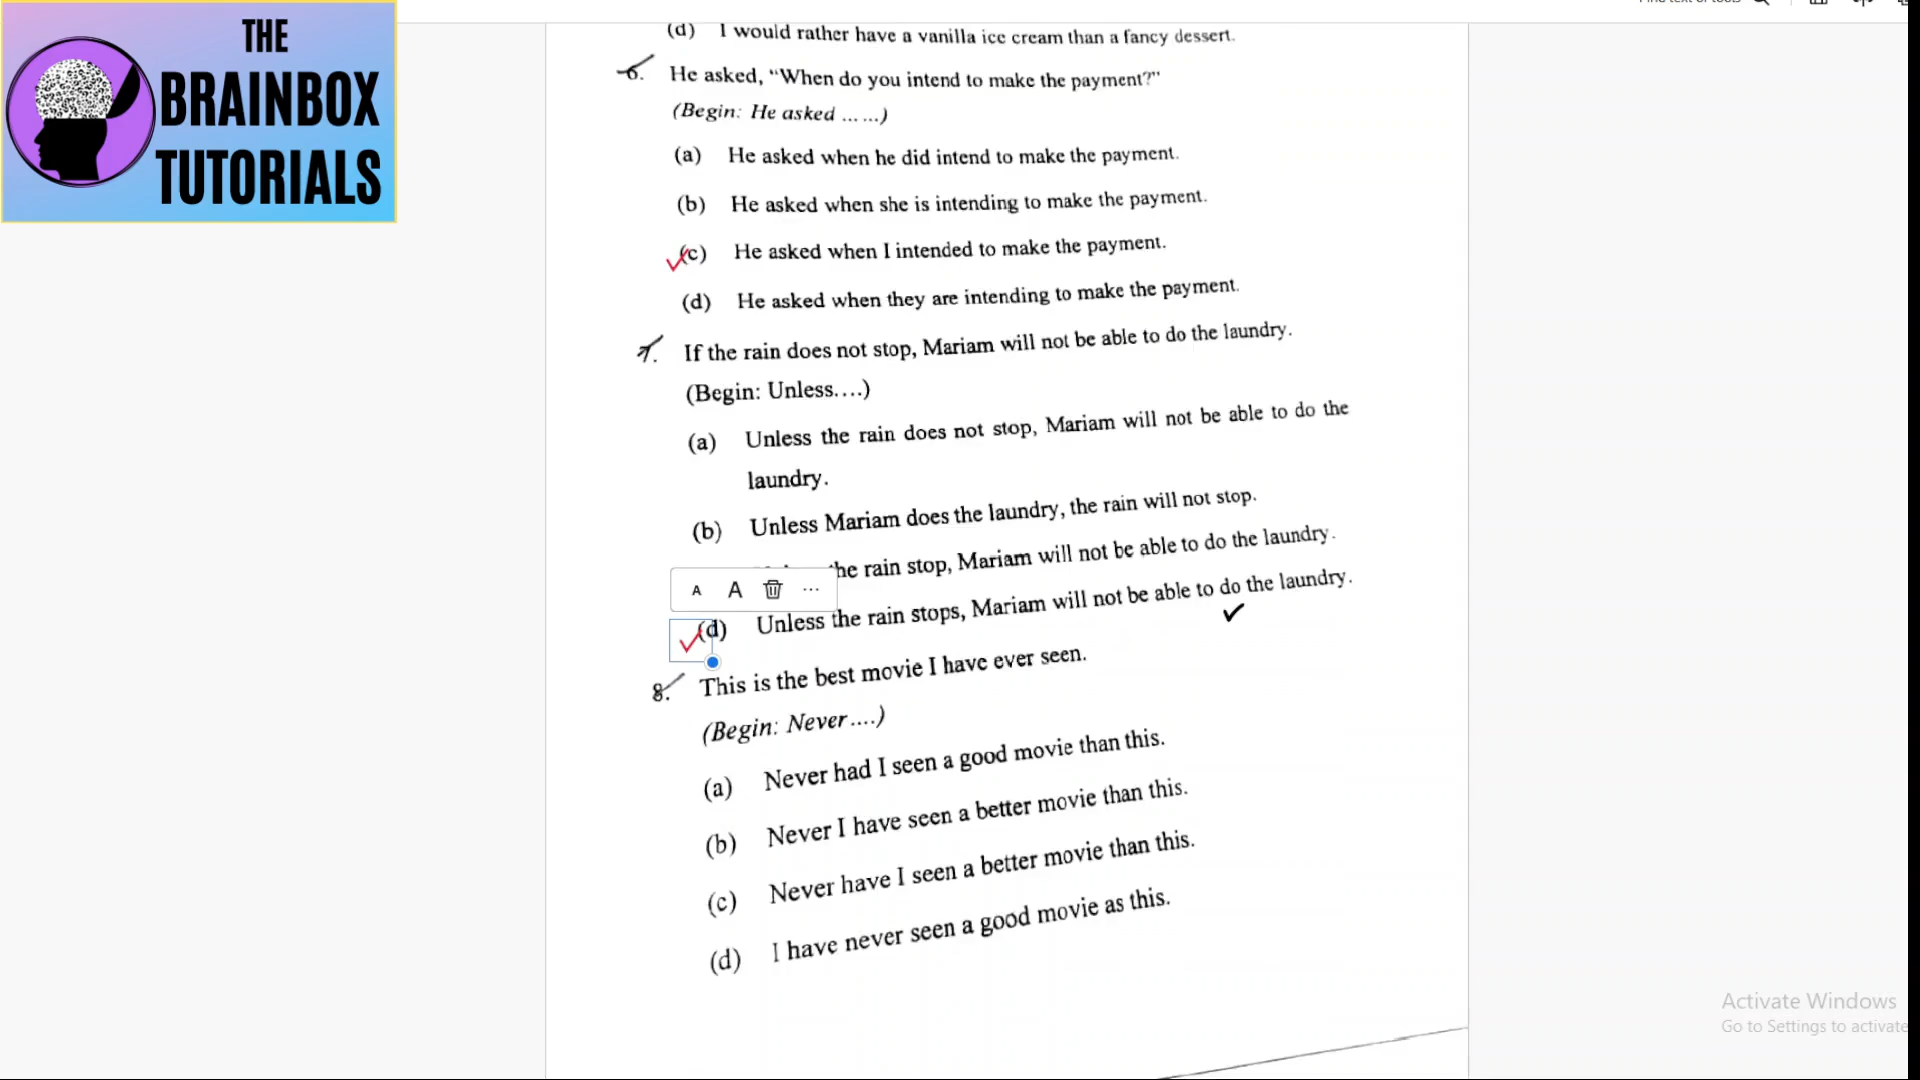 THE
BRAINBOX
TUTORIALS
(d) I would rather have a vanilla ice cream than a fancy dessert.
6. He asked, “When do you intend to make the payment?”
(Begin: He asked ... ...)
(a) He asked when he did intend to make the payment.
(b) He asked when she is intending to make the payment.
(c) He asked when I intended to make the payment.
(d) He asked when they are intending to make the payment.
7. If the rain does not stop, Mariam will not be able to do the laundry.
(Begin: Unless....)
(a) Unless the rain does not stop, Mariam will not be able to do the
laundry.
(b) Unless Mariam does the laundry, the rain will not stop.
the rain stop, Mariam will not be able to do the laundry.
A A ...
(d) Unless the rain stops, Mariam will not be able to do the laundry.
8. This is the best movie I have ever seen.
(Begin: Never....)
(a) Never had I seen a good movie than this.
(b) Never I have seen a better movie than this.
(c) Never have I seen a better movie than this.
(d) I have never seen a good movie as this.
Activate Windows
Go to Settings to activate